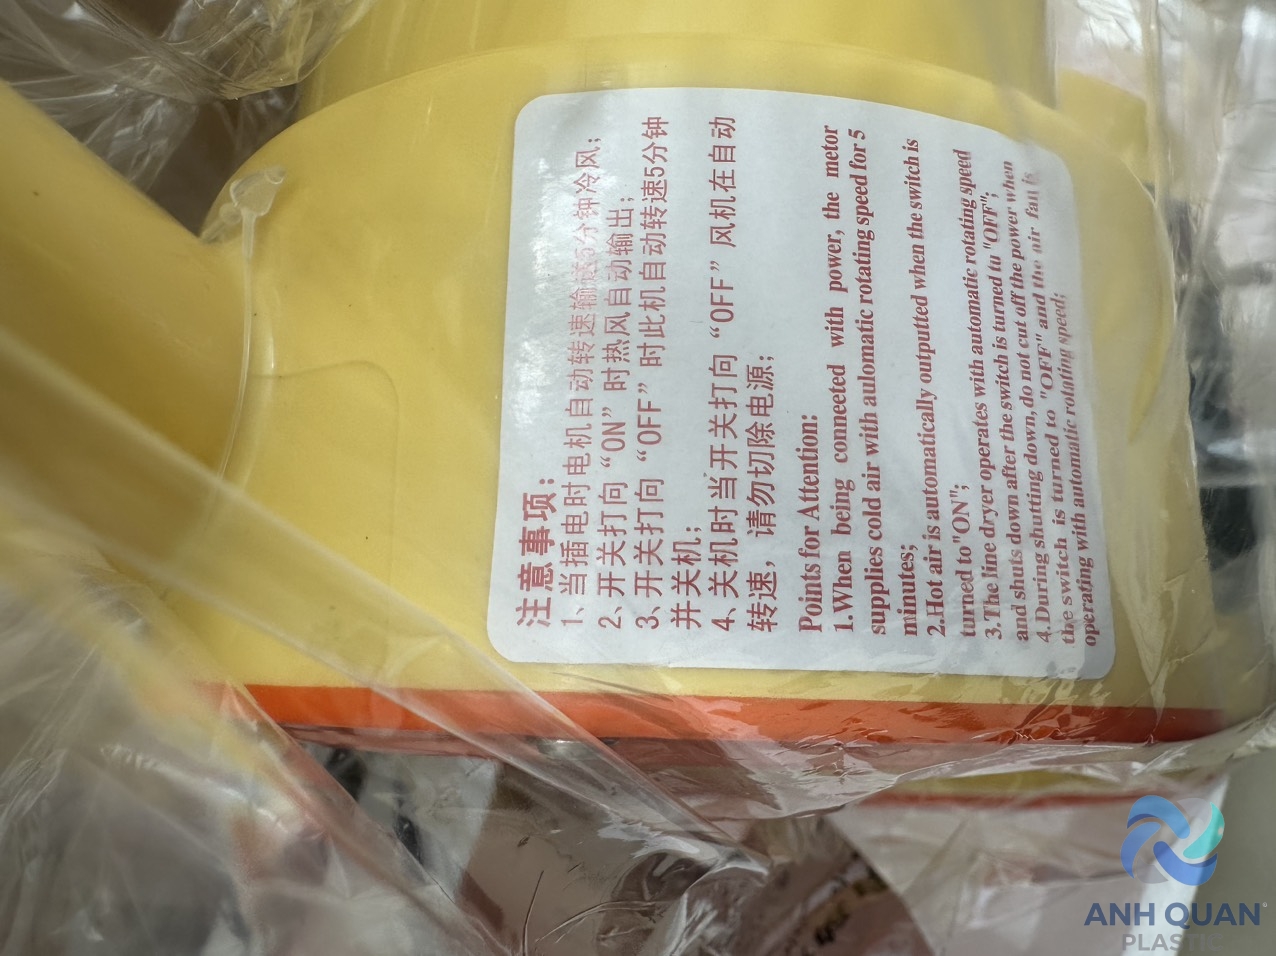 注意事项：
1、当插电时电机自动转速输送5分钟冷风；
2、开关打向“ON”时热风自动输出；
3、开关打向“OFF”时此机自动转速5分钟
并关机；
4、关机时当开关打向“OFF”风机在自动
转速，请勿切除电源；
Points for Attention:
1.When being conneeted with power, the metor
supplies cold air with aulomatic rotating speed for 5
minutes;
2.Hot air is automatically outputted when the switch is
turned to "ON";
3.The line dryer operates with automatic rotating speed
and shuts down after the switch is turned tu "OFF";
4.During shutting down,do not cut off the power when
the switch is turned to "OFF" and the air fan is
operating with automatic rotating speed;
ANH QUAN
PLASTIC